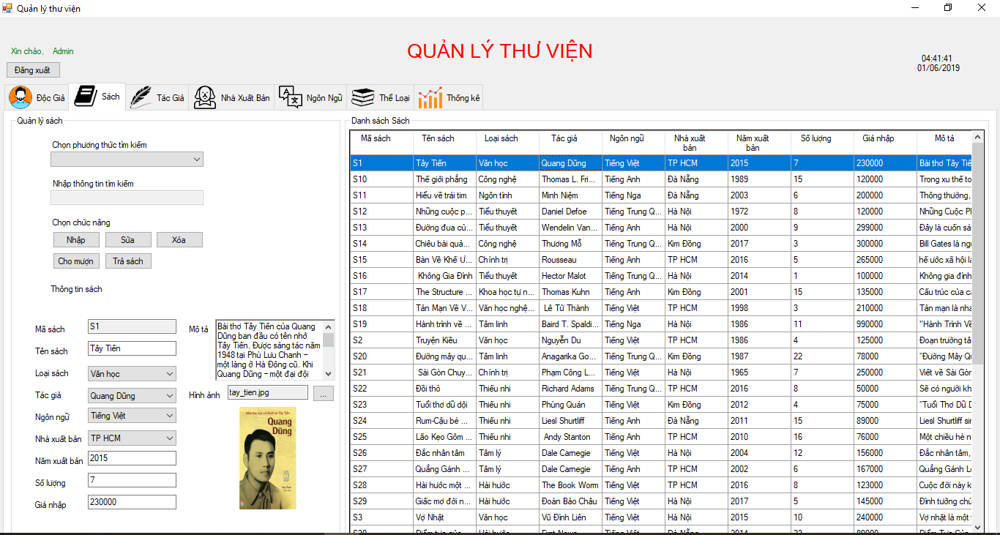 Quản lý thư viện
Xin chào, Admin
QUẢN LÝ THƯ VIỆN
04:41:41
01/06/2019
Đăng xuất
Độc Giả Sách Tác Giả Nhà Xuất Bản Ngôn Ngữ Thể Loại Thống kê
Quản lý sách
Chọn phương thức tìm kiếm
Nhập thông tin tìm kiếm
Chọn chức năng
Nhập Sửa Xóa
Cho mượn Trả sách
Thông tin sách
Mã sách S1
Tên sách Tây Tiến
Loại sách Văn học
Tác giả Quang Dũng
Ngôn ngữ Tiếng Việt
Nhà xuất bản TP HCM
Năm xuất bản 2015
Số lượng 7
Giá nhập 230000
Mô tả
Bài thơ Tây Tiến của Quang
Dũng ban đầu có tên nhớ
Tây Tiến. Được sáng tác năm
1948 tại Phù Lưu Chanh –
một làng ở Hà Đông cũ. Khi
Quang Dũng – một đại đội
Hình ảnh tay_tien.jpg ...
Quang
Dũng
Danh sách Sách
Mã sách Tên sách Loại sách Tác giả Ngôn ngữ Nhà xuất bản Năm xuất bản Số lượng Giá nhập Mô tả
S1 Tây Tiến Văn học Quang Dũng Tiếng Việt TP HCM 2015 7 230000 Bài thơ Tây Tiế
S10 Thế giới phẳng Công nghệ Thomas L. Fri... Tiếng Anh Đà Nẵng 1989 15 120000 Trong xu thế to
S11 Hiểu về trái tim Ngôn tình Minh Niệm Tiếng Nga Đà Nẵng 2003 6 200000 Thông thường,
S12 Những cuộc p... Tiểu thuyết Daniel Defoe Tiếng Trung Q... Hà Nội 1972 8 120000 Những Cuộc Ph
S13 Đường đua củ... Tiểu thuyết Wendelin Van... Tiếng Anh Hà Nội 2000 9 299000 Đây là cuốn sá
S14 Chiêu bài quả... Công nghệ Thương Mỗ Tiếng Trung Q... Kim Đồng 2017 3 300000 Bill Gates là ngu
S15 Bàn Về Khế Ư... Chính trị Rousseau Tiếng Anh TP HCM 2016 5 265000 hế ước xã hội là
S16 Không Gia Đình Tiểu thuyết Hector Malot Tiếng Trung Q... Hà Nội 2014 1 100000 Không gia đình
S17 The Structure ... Khoa học tự n... Thomas Kuhn Tiếng Anh Kim Đồng 2001 15 135000 Cấu trúc của cá
S18 Tản Mạn Về V... Văn học nghệ... Lê Tử Thành Tiếng Việt TP HCM 1998 3 210000 Tản mạn là nha
S19 Hành trình về ... Tâm linh Baird T. Spaldi... Tiếng Nga Hà Nội 1986 11 990000 "Hành Trình Về
S2 Truyện Kiều Văn học Nguyễn Du Tiếng Việt TP HCM 1986 4 125000 Đoạn trường tâ
S20 Đường mây qu... Tâm linh Anagarika Go... Tiếng Trung Q... Kim Đồng 1987 22 78000 "Đường Mây Q
S21 Sài Gòn Chuy... Chính trị Phạm Công L... Tiếng Việt Hà Nội 1965 7 250000 Viết về Sài Gòn
S22 Đồi thỏ Thiếu nhi Richard Adams Tiếng Trung Q... TP HCM 2016 8 50000 Sẽ có người kh
S23 Tuổi thơ dữ dội Thiếu nhi Phùng Quán Tiếng Việt Kim Đồng 2012 4 75000 "Tuổi Thơ Dữ D
S24 Rum-Cậu bé ... Thiếu nhi Liesl Shurtliff Tiếng Anh Đà Nẵng 2011 15 89000 Liesl Shurtliff sin
S25 Lão Kẹo Gôm ... Thiếu nhi Andy Stanton Tiếng Anh TP HCM 2010 16 76000 Một chiều hè n
S26 Đắc nhân tâm Tâm lý Dale Carnegie Tiếng Việt Hà Nội 2004 12 156000 Đắc nhân tâm,
S27 Quẳng Gánh ... Tâm lý Dale Carnegie Tiếng Anh TP HCM 2002 6 167000 Quẳng Gánh Lo
S28 Hài hước một ... Hài hước The Book Worm Tiếng Việt TP HCM 2016 8 123000 Cuộc đời này k
S29 Giấc mơ đời n... Hài hước Đoàn Bảo Châu Tiếng Việt Hà Nội 2017 5 145000 Đình tưởng chù
S3 Vợ Nhặt Văn học Vũ Đình Liên Tiếng Việt Hà Nội 2015 10 240000 Vợ nhặt là một